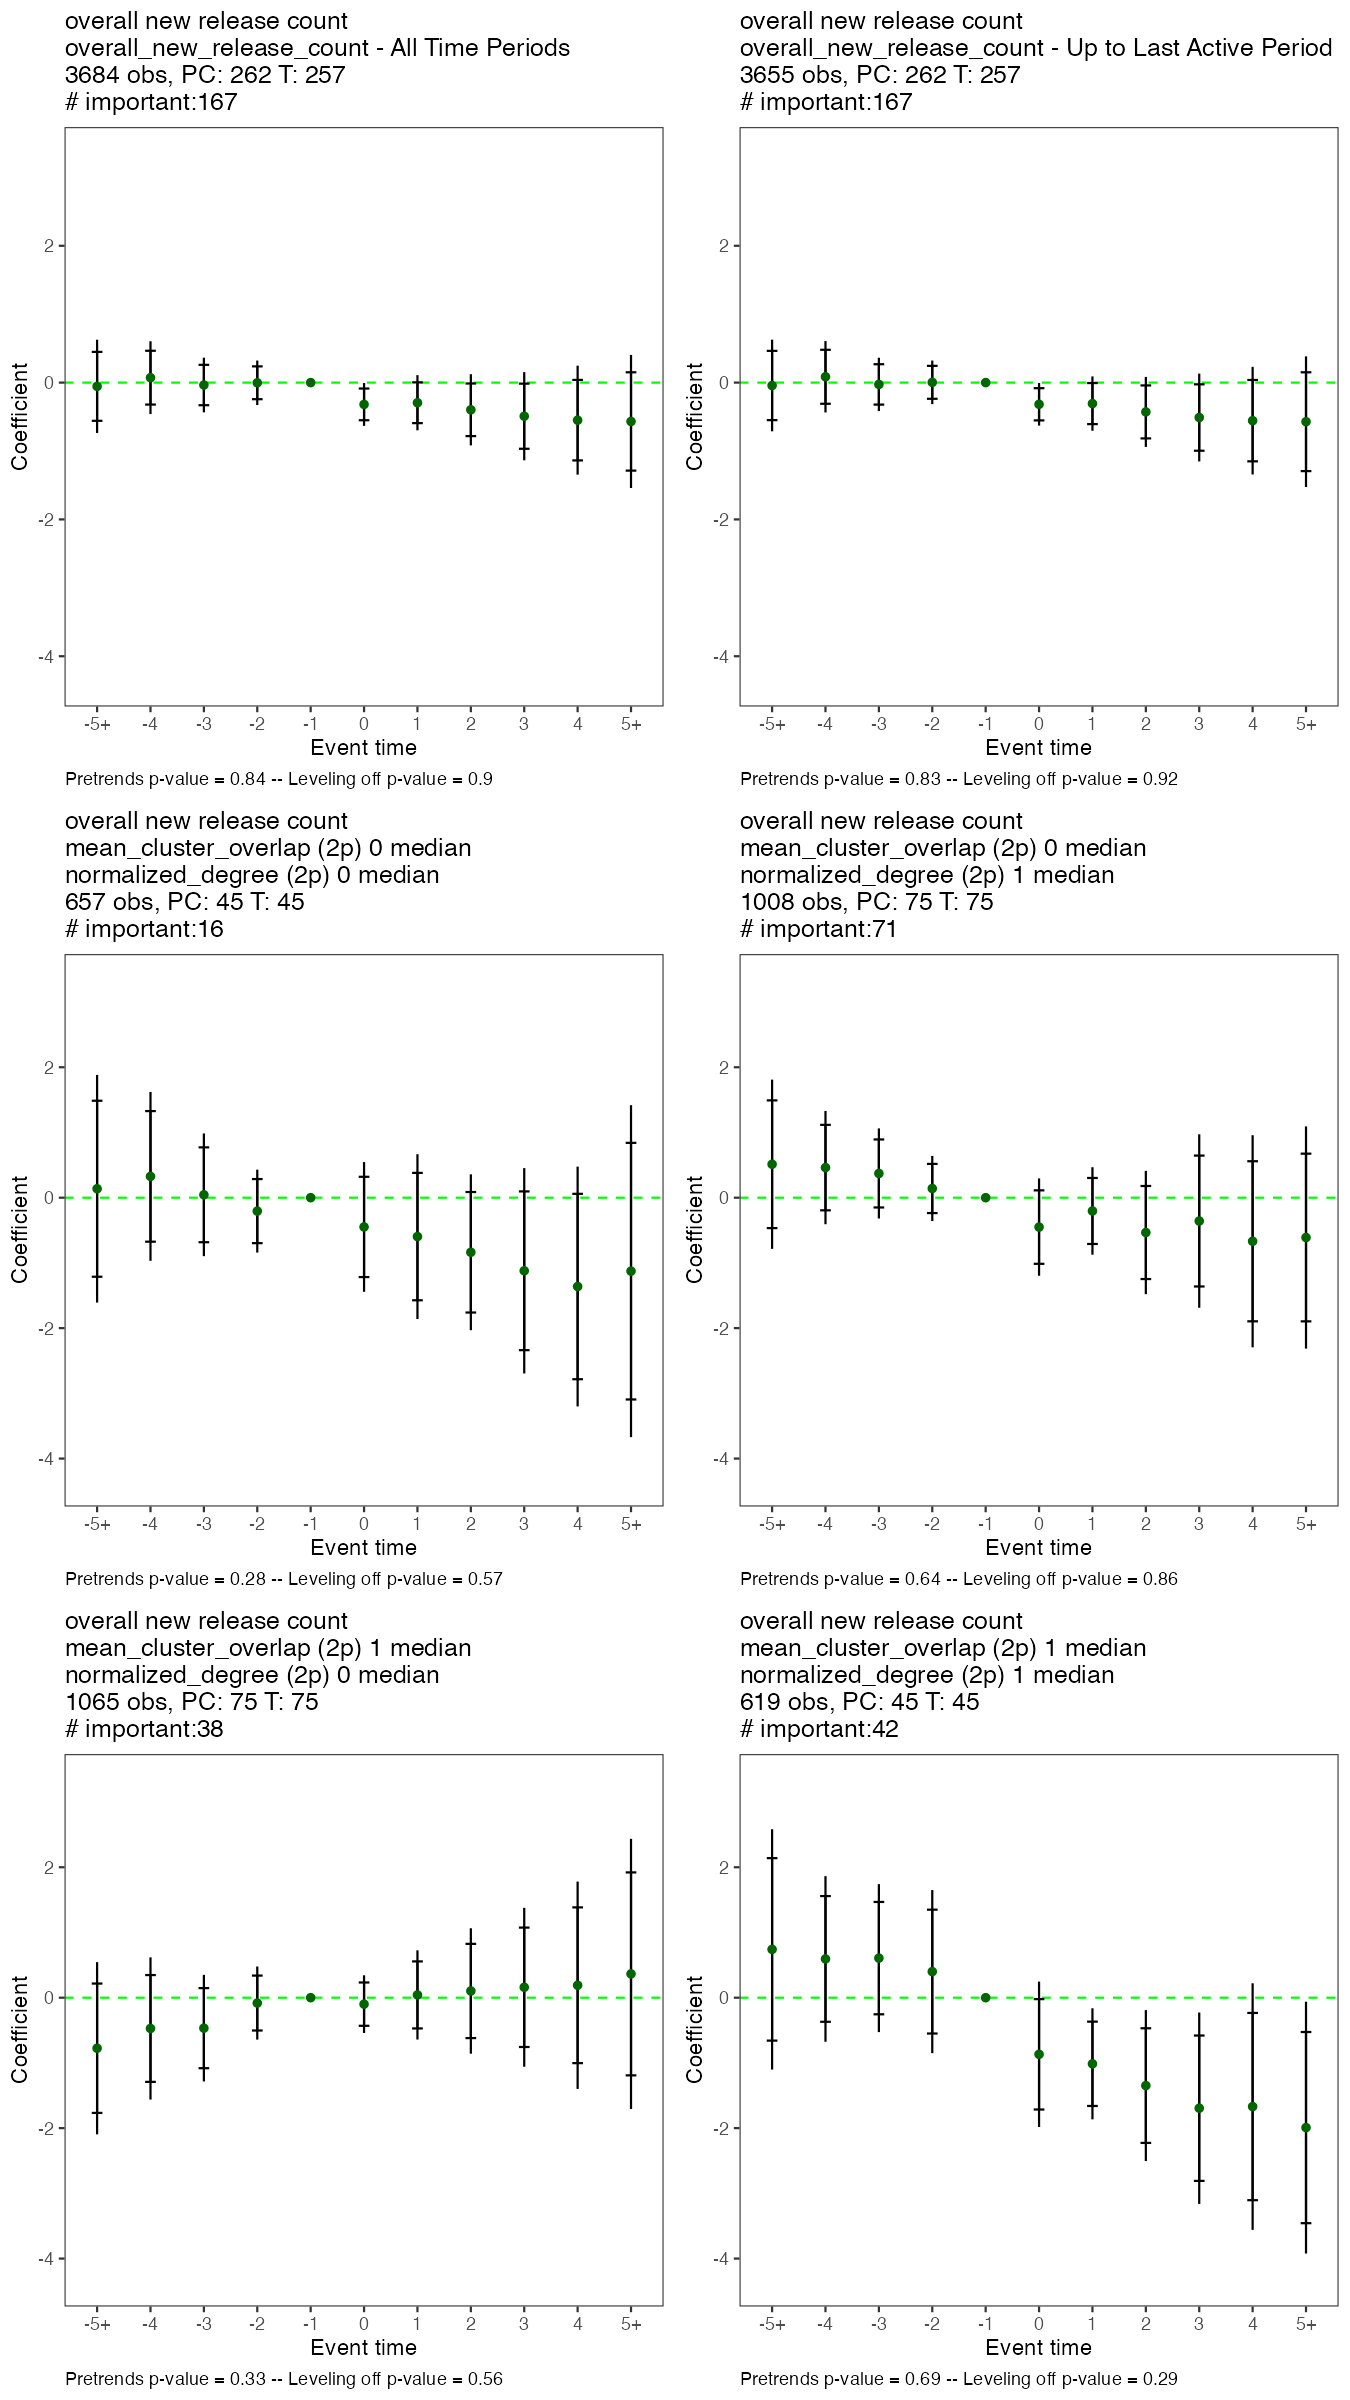 overall new release count
overall_new_release_count - All Time Periods
3684 obs, PC: 262 T: 257
# important:167
Coefficient
2
0
-2
-4
-5+ -4 -3 -2 -1 0 1 2 3 4 5+
Event time
Pretrends p-value = 0.84 -- Leveling off p-value = 0.9
overall new release count
overall_new_release_count - Up to Last Active Period
3655 obs, PC: 262 T: 257
# important:167
Coefficient
2
0
-2
-4
-5+ -4 -3 -2 -1 0 1 2 3 4 5+
Event time
Pretrends p-value = 0.83 -- Leveling off p-value = 0.92
overall new release count
mean_cluster_overlap (2p) 0 median
normalized_degree (2p) 0 median
657 obs, PC: 45 T: 45
# important:16
Coefficient
2
0
-2
-4
-5+ -4 -3 -2 -1 0 1 2 3 4 5+
Event time
Pretrends p-value = 0.28 -- Leveling off p-value = 0.57
overall new release count
mean_cluster_overlap (2p) 0 median
normalized_degree (2p) 1 median
1008 obs, PC: 75 T: 75
# important:71
Coefficient
2
0
-2
-4
-5+ -4 -3 -2 -1 0 1 2 3 4 5+
Event time
Pretrends p-value = 0.64 -- Leveling off p-value = 0.86
overall new release count
mean_cluster_overlap (2p) 1 median
normalized_degree (2p) 0 median
1065 obs, PC: 75 T: 75
# important:38
Coefficient
2
0
-2
-4
-5+ -4 -3 -2 -1 0 1 2 3 4 5+
Event time
Pretrends p-value = 0.33 -- Leveling off p-value = 0.56
overall new release count
mean_cluster_overlap (2p) 1 median
normalized_degree (2p) 1 median
619 obs, PC: 45 T: 45
# important:42
Coefficient
2
0
-2
-4
-5+ -4 -3 -2 -1 0 1 2 3 4 5+
Event time
Pretrends p-value = 0.69 -- Leveling off p-value = 0.29